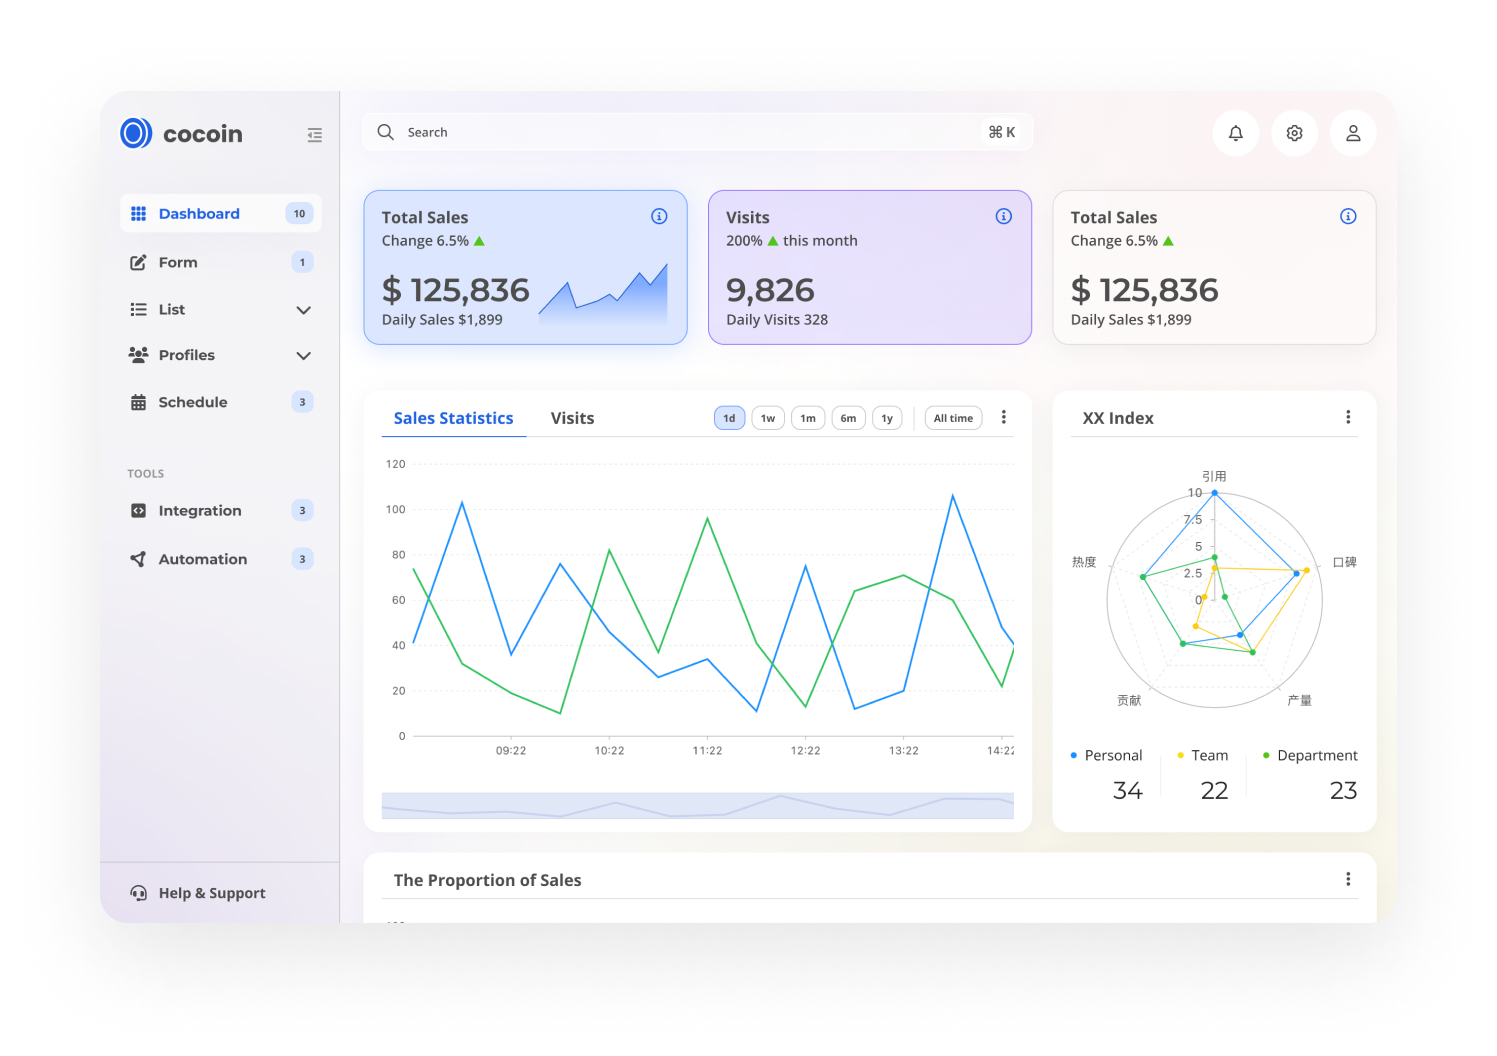 cocoin
Search
⌘ K
Dashboard 10
Form 1
List
Profiles
Schedule 3
TOOLS
Integration 3
Automation 3
Help & Support
Total Sales
Change 6.5% ▲
$ 125,836
Daily Sales $1,899
Visits
200% ▲ this month
9,826
Daily Visits 328
Total Sales
Change 6.5% ▲
$ 125,836
Daily Sales $1,899
Sales Statistics Visits 1d 1w 1m 6m 1y All time
120
100
80
60
40
20
0
09:22 10:22 11:22 12:22 13:22 14:22
XX Index
引用
10
7.5
5
2.5
0
热度
口碑
贡献
产量
Personal Team Department
34 22 23
The Proportion of Sales